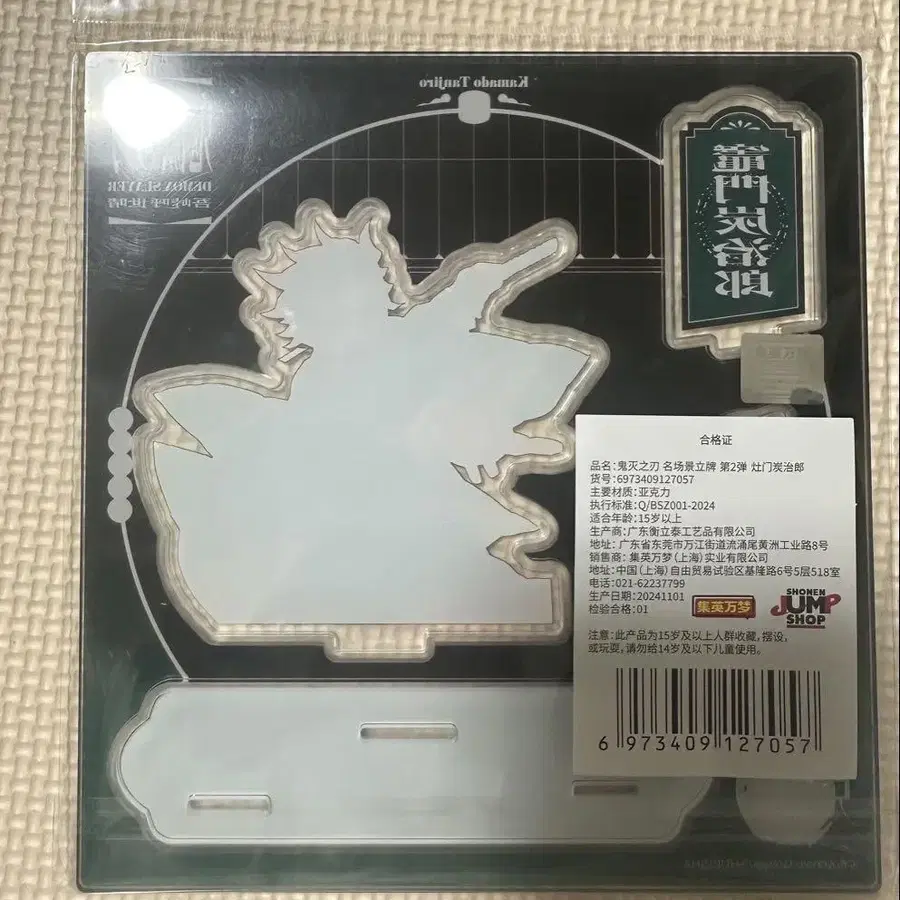 Kamado Tanjiro
DEMON SLAYER
竈門炭治郎
合格证
品名：鬼灭之刃 名场景立牌 第2弹 灶门炭治郎
货号：6973409127057
主要材质：亚克力
执行标准：Q/BSZ001-2024
适合年龄：15岁以上
生产商：广东衡立泰工艺品有限公司
地址：广东省东莞市万江街道流涌尾黄洲工业路8号
销售商：集英万梦（上海）实业有限公司
地址：中国（上海）自由贸易试验区基隆路6号5层518室
电话：021-62237799
生产日期：20241101
检验合格：01
集英万梦
SHONEN
JUMP
SHOP
注意：此产品为15岁及以上人群收藏，摆设，
或玩耍，请勿给14岁及以下儿童使用。
6 973409 127057